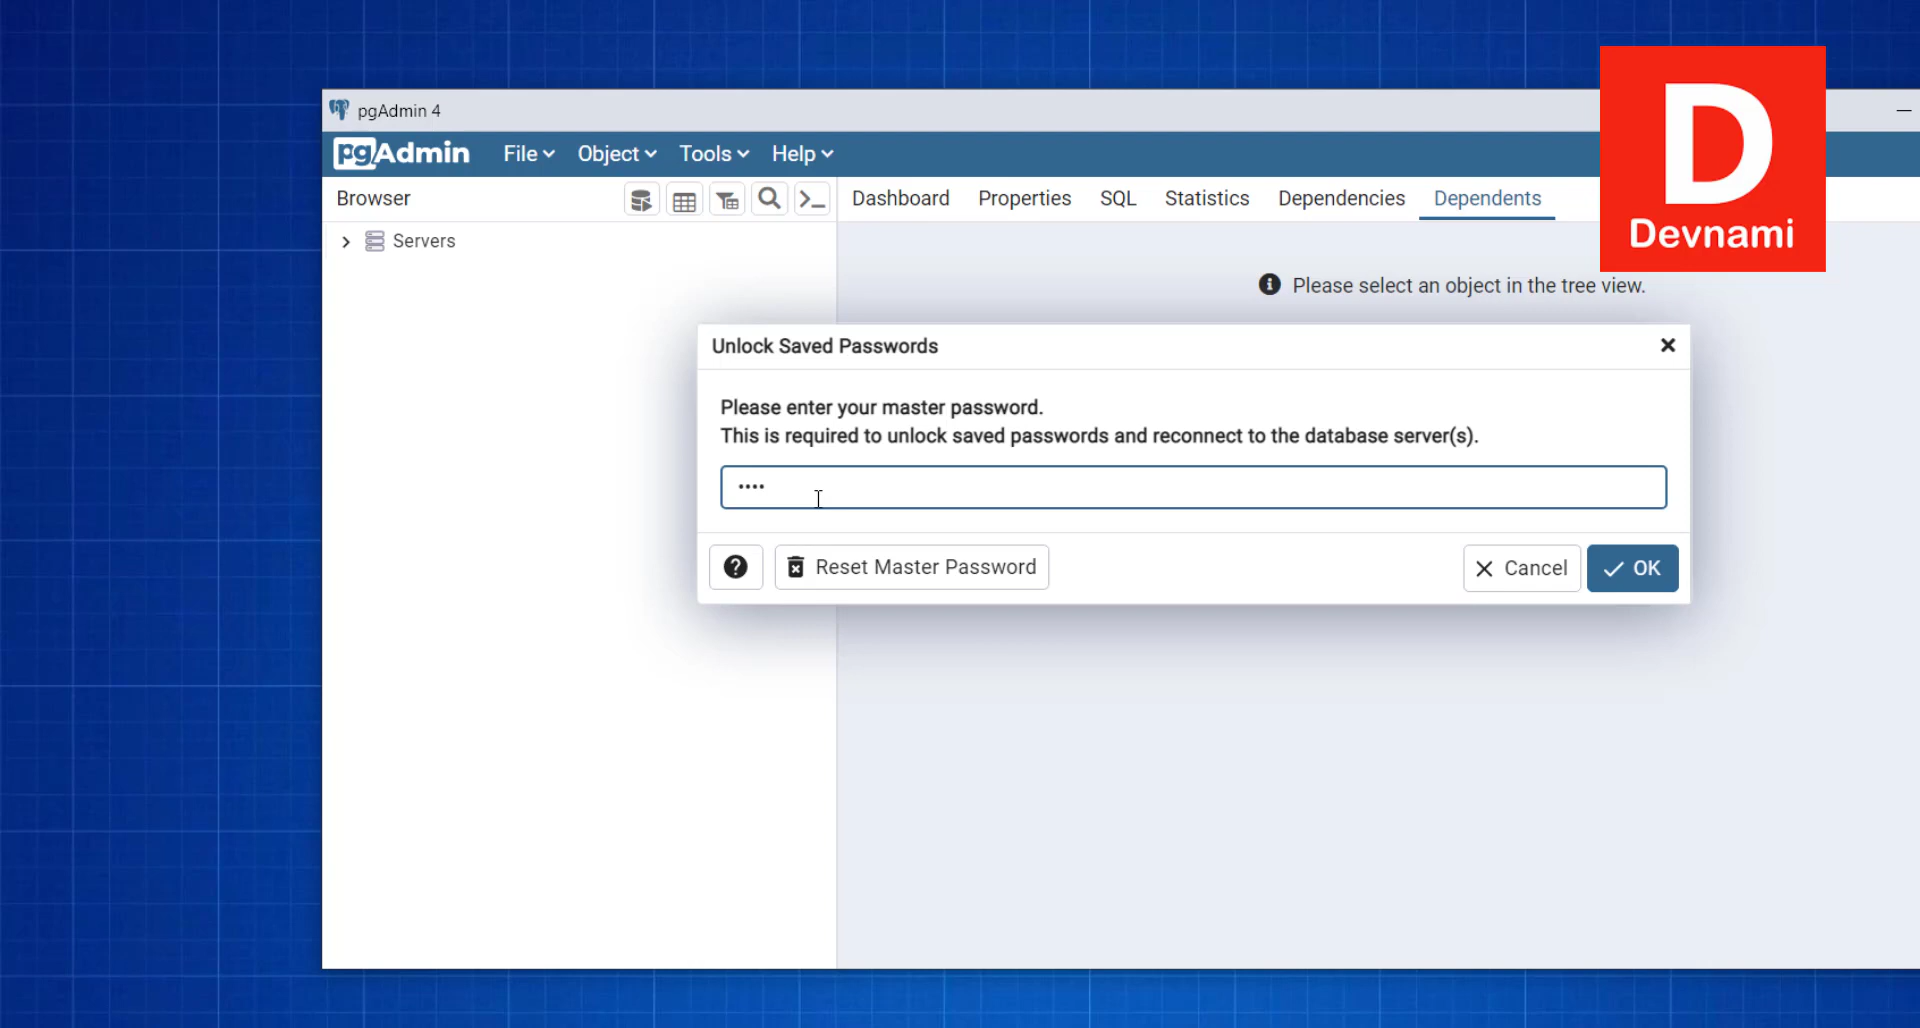 pgAdmin 4
pgAdmin File Object Tools Help
D
Devnami
Browser
Dashboard Properties SQL Statistics Dependencies Dependents
Servers
Please select an object in the tree view.
Unlock Saved Passwords
Please enter your master password.
This is required to unlock saved passwords and reconnect to the database server(s).
••••
Reset Master Password
Cancel
OK